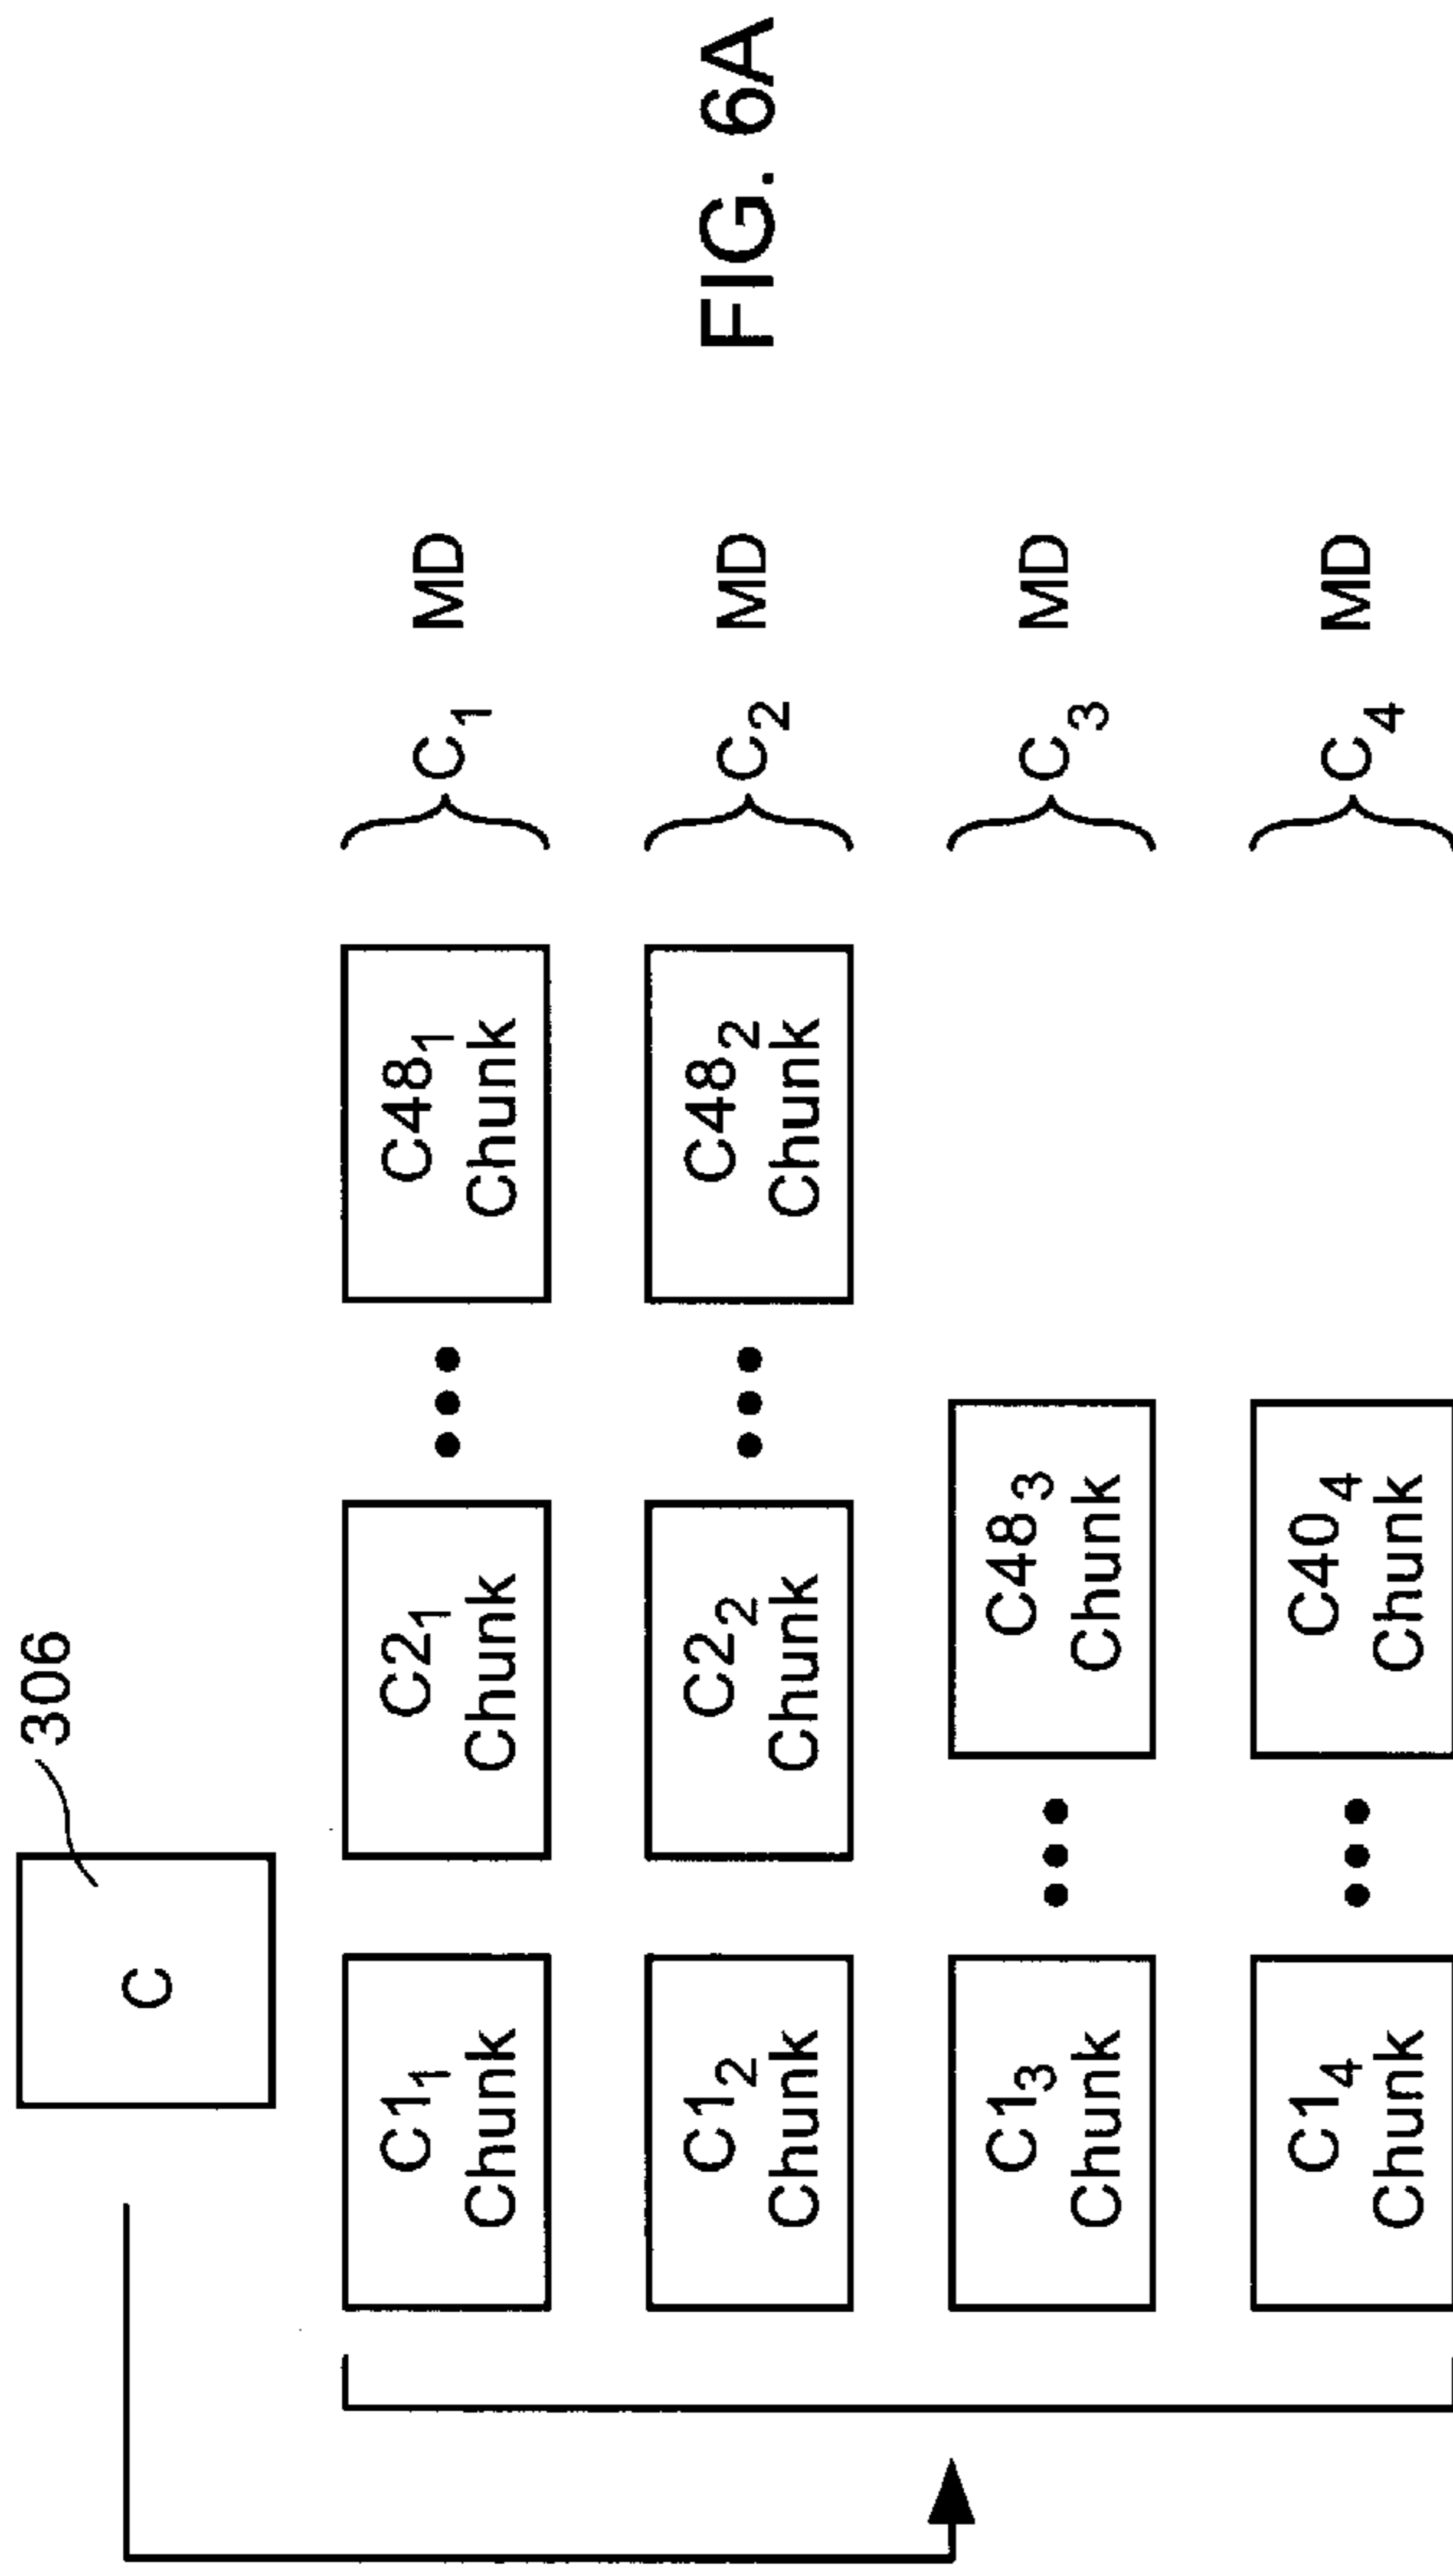 306
C
C1₁ Chunk
C2₁ Chunk
C48₁ Chunk
C₁ MD
C1₂ Chunk
C2₂ Chunk
C48₂ Chunk
C₂ MD
C1₃ Chunk
C48₃ Chunk
C₃ MD
C1₄ Chunk
C40₄ Chunk
C₄ MD
FIG. 6A